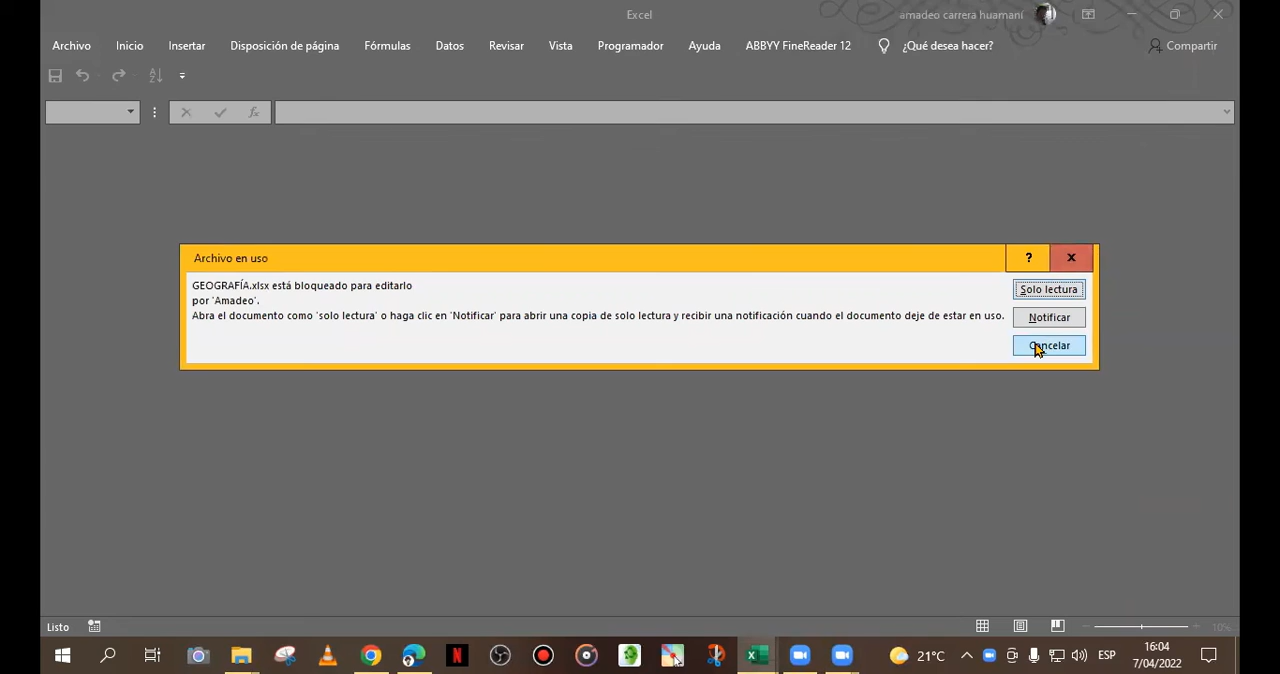 Excel
amadeo carrera huamaní
Archivo Inicio Insertar Disposición de página Fórmulas Datos Revisar Vista Programador Ayuda ABBYY FineReader 12 ¿Qué desea hacer? Compartir
fx
Archivo en uso
? x
GEOGRAFÍA.xlsx está bloqueado para editarlo
por 'Amadeo'.
Abra el documento como 'solo lectura' o haga clic en 'Notificar' para abrir una copia de solo lectura y recibir una notificación cuando el documento deje de estar en uso.
Solo lectura
Notificar
Cancelar
Listo
10%
21°C
ESP
16:04
7/04/2022